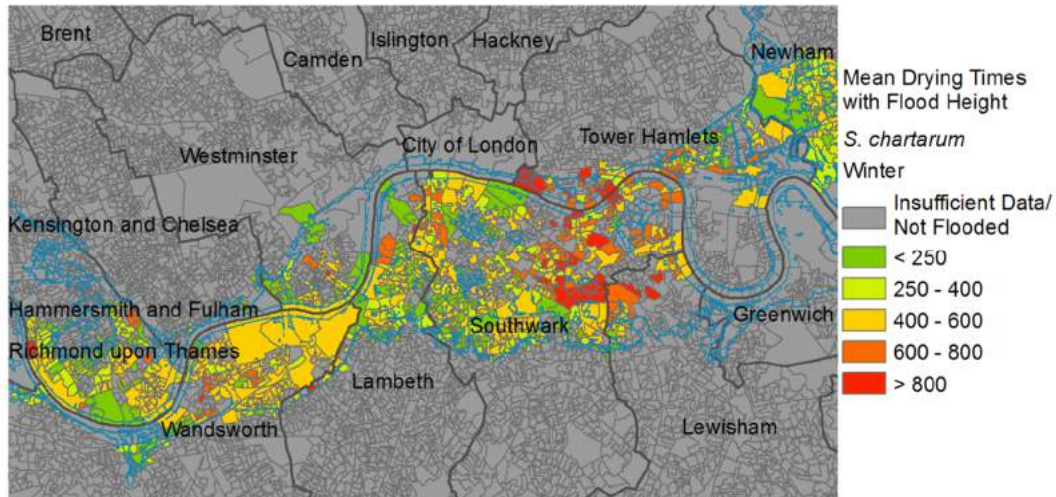 Brent
Camden
Islington
Hackney
Newham
Westminster
City of London
Tower Hamlets
Kensington and Chelsea
Hammersmith and Fulham
Richmond upon Thames
Southwark
Greenwich
Lambeth
Wandsworth
Lewisham
Mean Drying Times
with Flood Height
S. chartarum
Winter
Insufficient Data/
Not Flooded
< 250
250 - 400
400 - 600
600 - 800
> 800